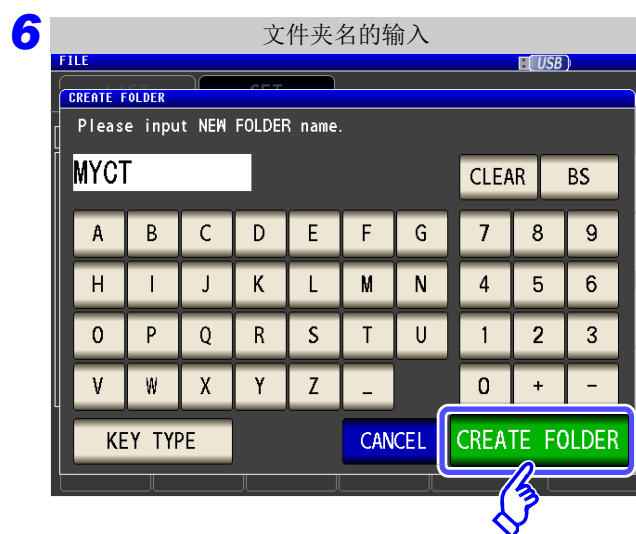 6
文件夹名的输入
FILE USB
CREATE FOLDER
Please input NEW FOLDER name.
MYCT CLEAR BS
A B C D E F G 7 8 9
H I J K L M N 4 5 6
O P Q R S T U 1 2 3
V W X Y Z _ 0 + -
KEY TYPE CANCEL CREATE FOLDER